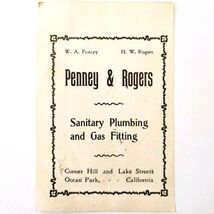 W. A. Penney H. W. Rogers
Penney & Rogers
Sanitary Plumbing
and Gas Fitting
Corner Hill and Lake Streets
Ocean Park, - - - California